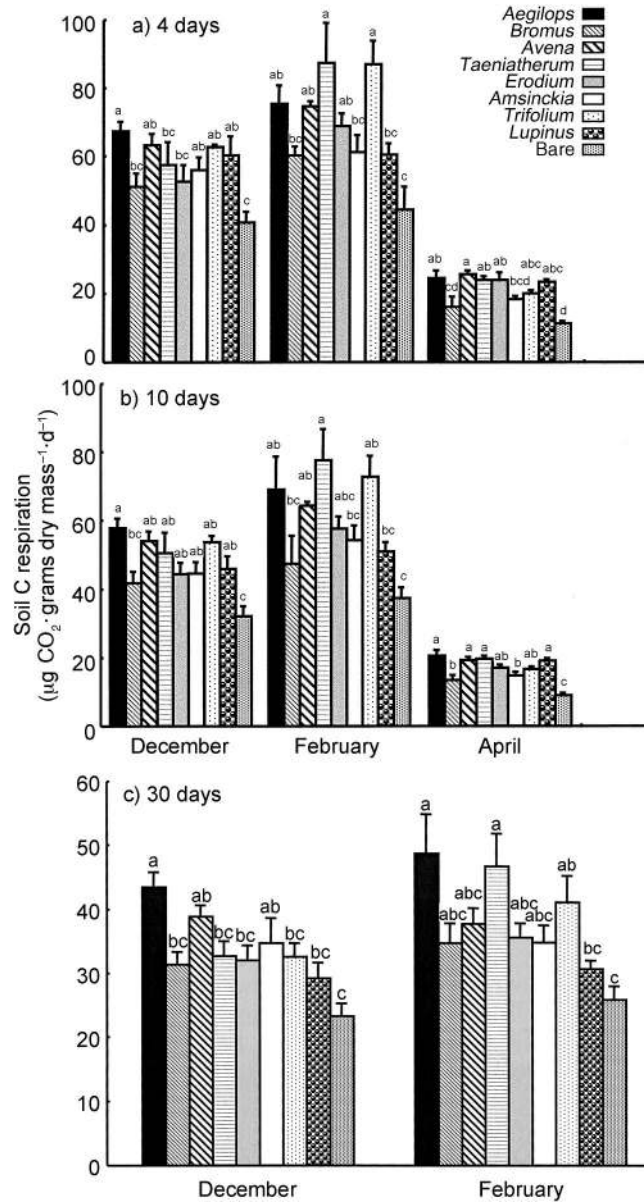 a) 4 days
Aegilops
Bromus
Avena
Taeniatherum
Erodium
Amsinckia
Trifolium
Lupinus
Bare
100
80
60
40
20
0
a bc ab bc bc ab ab ab c
ab bc ab a ab bc a bc c
ab cd a ab ab bcd abc abc d
b) 10 days
100
80
60
40
20
0
a bc ab ab ab ab ab ab c
ab bc ab a abc bc ab bc c
a b a a ab b ab a c
December February April
Soil C respiration
(µg CO₂·grams dry mass⁻¹·d⁻¹)
c) 30 days
60
50
40
30
20
10
0
a bc ab bc bc ab bc bc c
a abc abc a abc abc ab bc c
December February